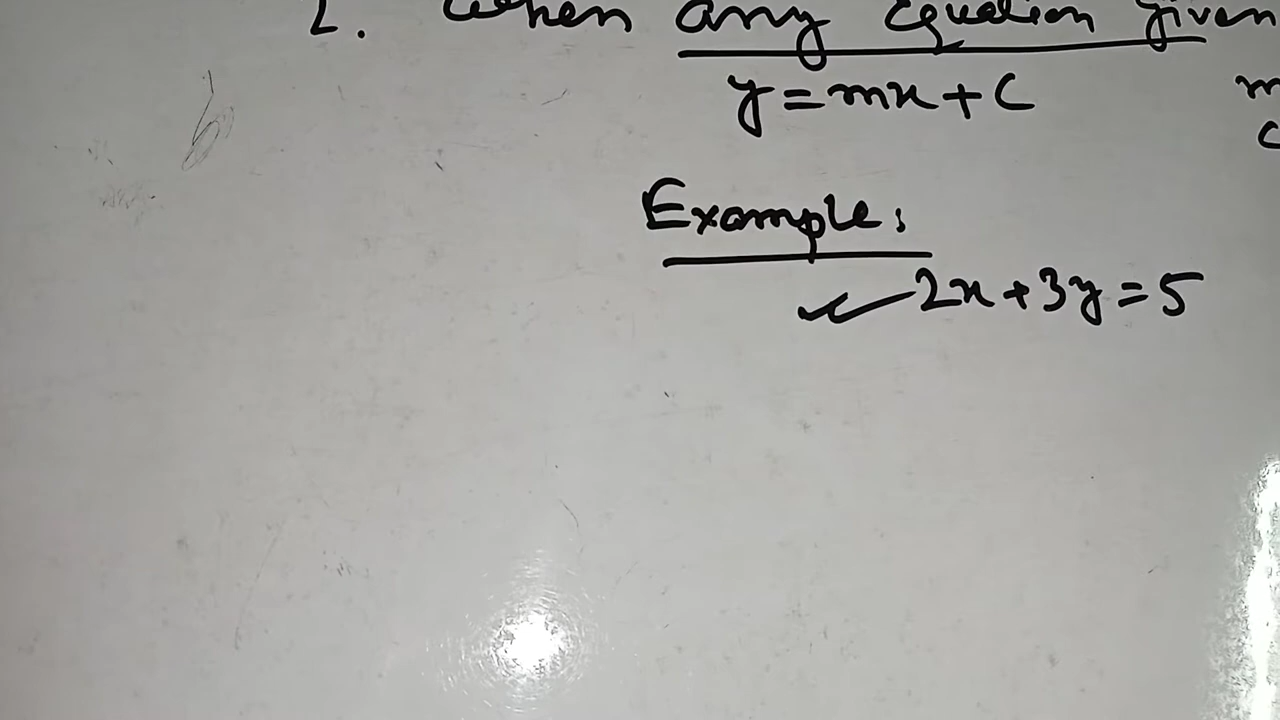 2. When any equation given
y = mx + c
m
c
Example:
2x + 3y = 5